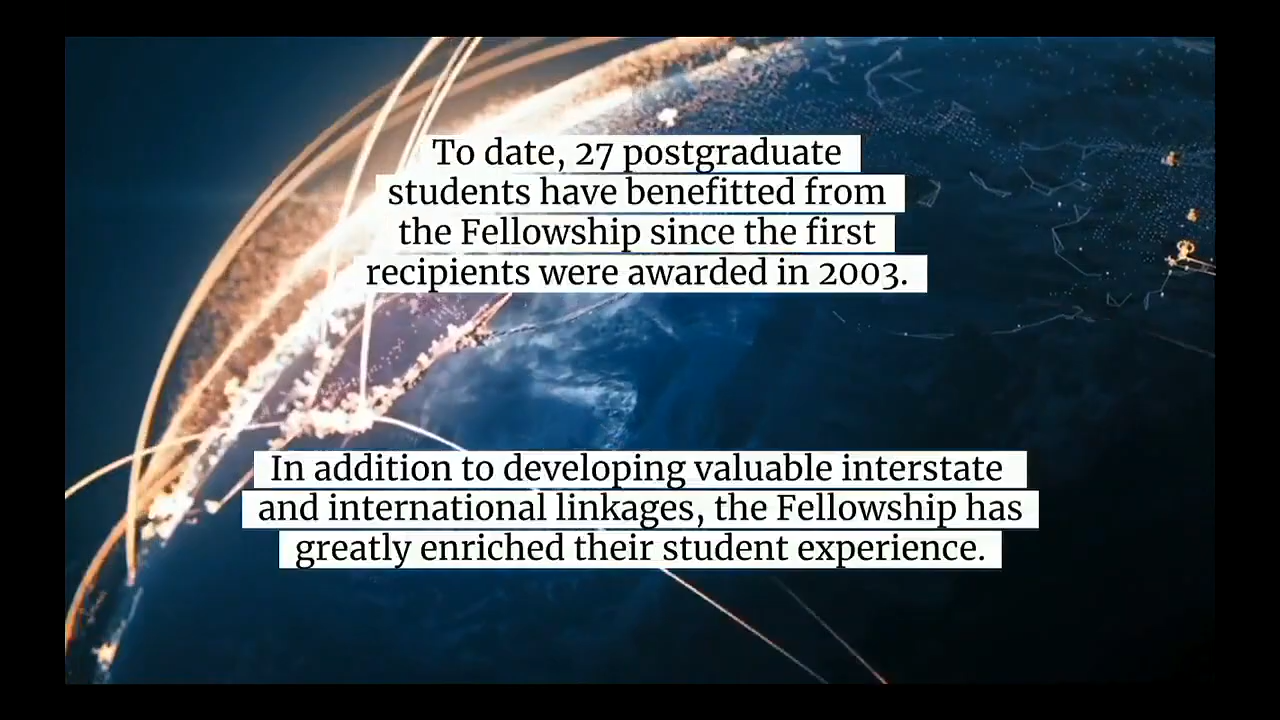 To date, 27 postgraduate
students have benefitted from
the Fellowship since the first
recipients were awarded in 2003.
In addition to developing valuable interstate
and international linkages, the Fellowship has
greatly enriched their student experience.